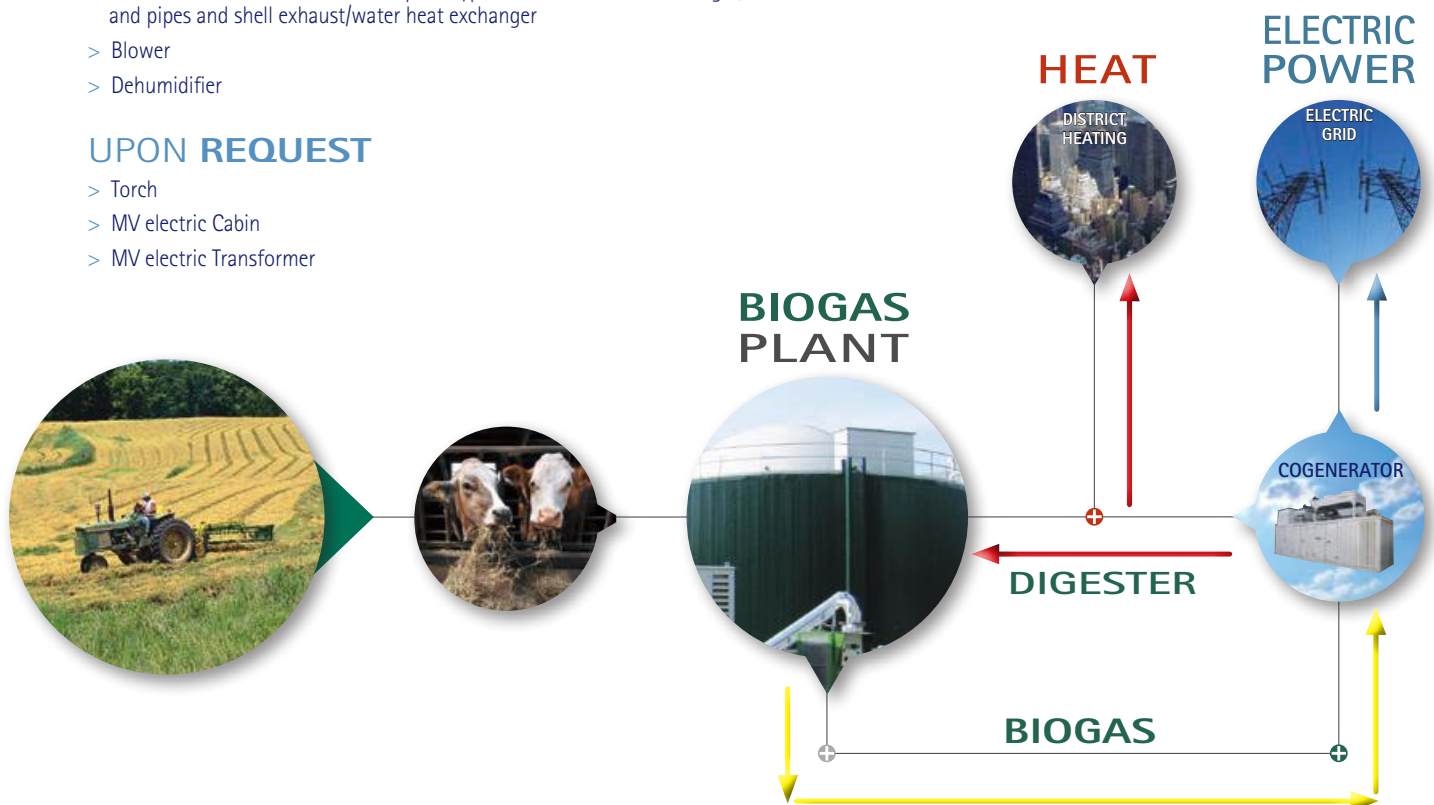 and pipes and shell exhaust/water heat exchanger
> Blower
> Dehumidifier
UPON REQUEST
> Torch
> MV electric Cabin
> MV electric Transformer
HEAT
DISTRICT
HEATING
ELECTRIC
POWER
ELECTRIC
GRID
BIOGAS
PLANT
COGENERATOR
DIGESTER
BIOGAS